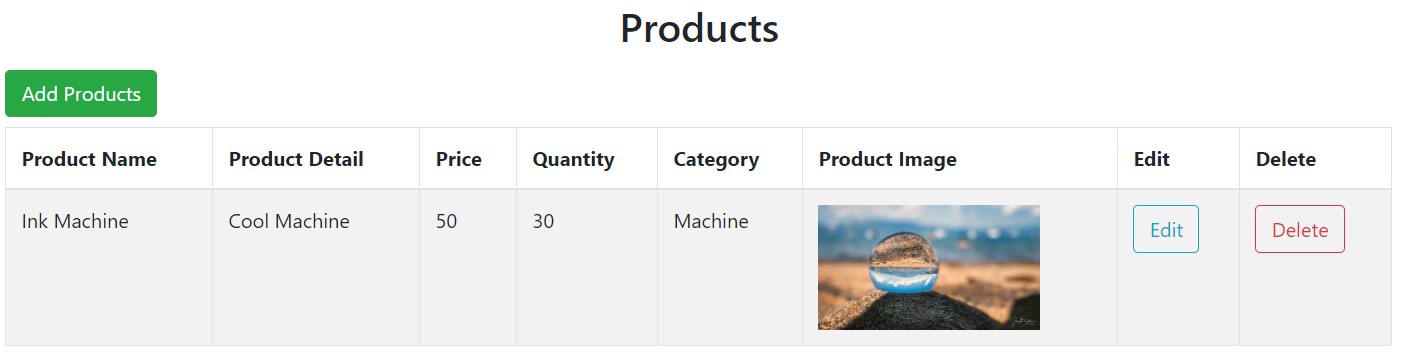 Products
Add Products
Product Name Product Detail Price Quantity Category Product Image Edit Delete
Ink Machine Cool Machine 50 30 Machine Edit Delete